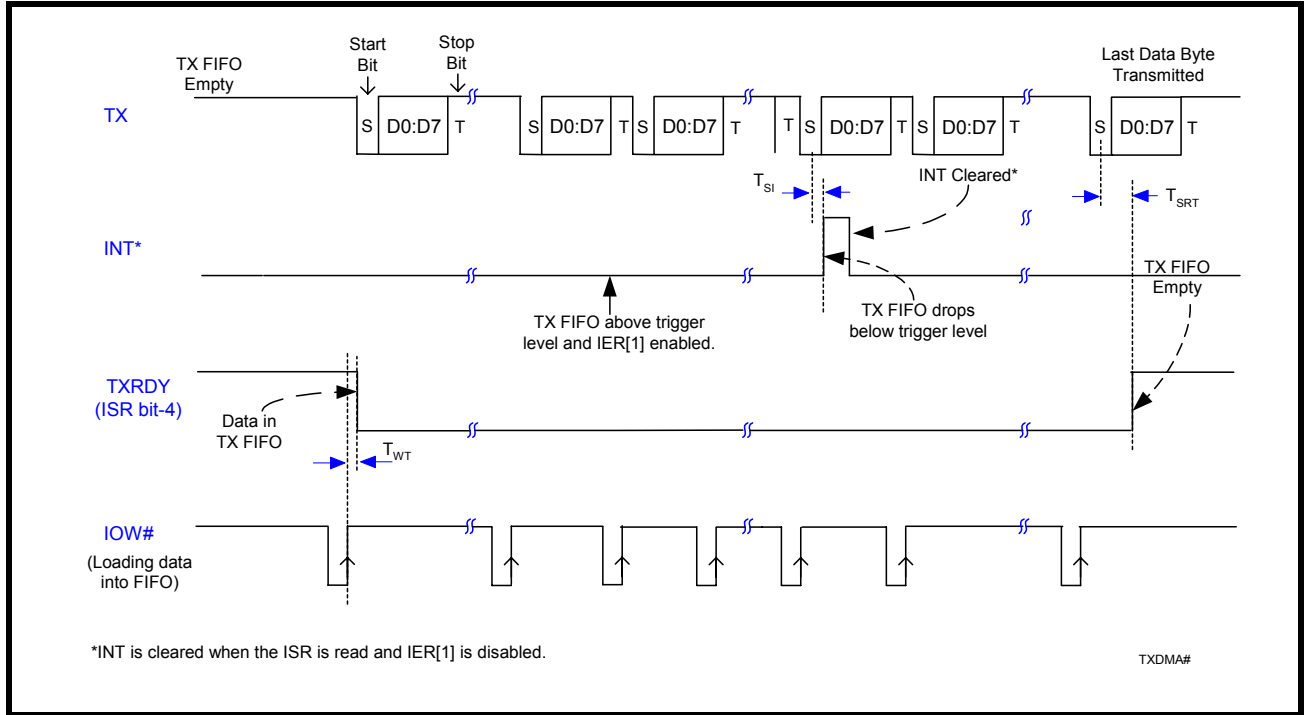 Start
Bit
Stop
Bit
TX FIFO
Empty
Last Data Byte
Transmitted
TX
S D0:D7 T S D0:D7 T S D0:D7 T T S D0:D7 T S D0:D7 T S D0:D7 T
TSI
INT Cleared*
TSRT
INT*
TX FIFO above trigger
level and IER[1] enabled.
TX FIFO drops
below trigger level
TX FIFO
Empty
TXRDY
(ISR bit-4)
Data in
TX FIFO
TWT
IOW#
(Loading data
into FIFO)
*INT is cleared when the ISR is read and IER[1] is disabled.
TXDMA#